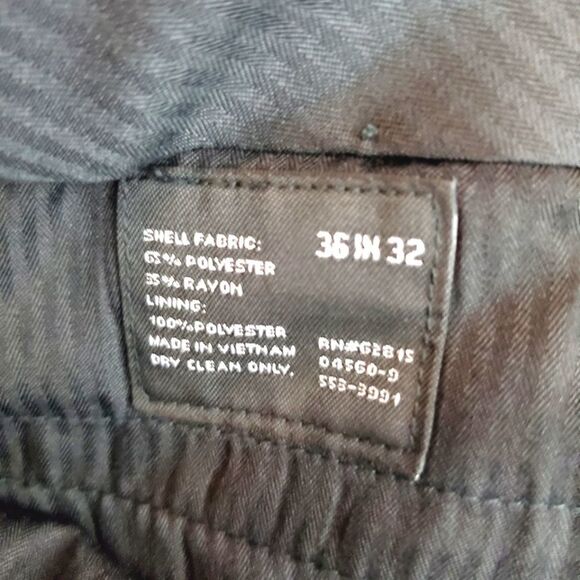 SHELL FABRIC:
65% POLYESTER
35% RAYON
LINING:
100% POLYESTER
MADE IN VIETNAM
DRY CLEAN ONLY.
36 IN 32
RN#62815
04560-9
553-3991